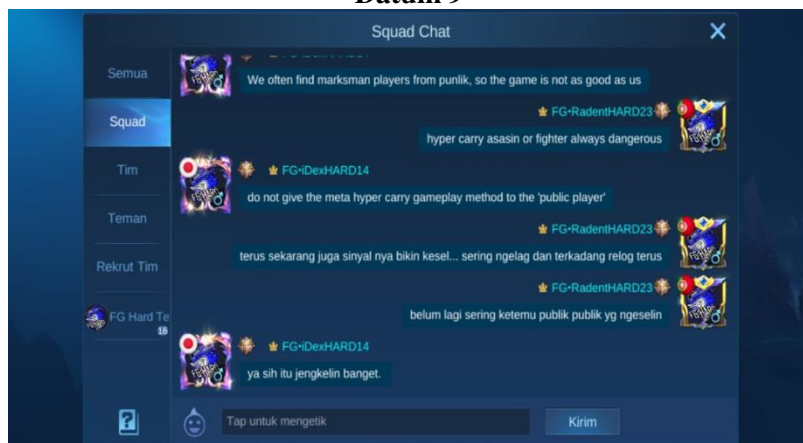 Squad Chat
Semua
We often find marksman players from punlik, so the game is not as good as us
Squad
FG•RadentHARD23
hyper carry asasin or fighter always dangerous
Tim
FG•iDexHARD14
do not give the meta hyper carry gameplay method to the 'public player'
Teman
FG•RadentHARD23
terus sekarang juga sinyal nya bikin kesel... sering ngelag dan terkadang relog terus
Rekrut Tim
FG•RadentHARD23
FG Hard Te
16
belum lagi sering ketemu publik publik yg ngeselin
FG•iDexHARD14
ya sih itu jengkelin banget.
Tap untuk mengetik
Kirim